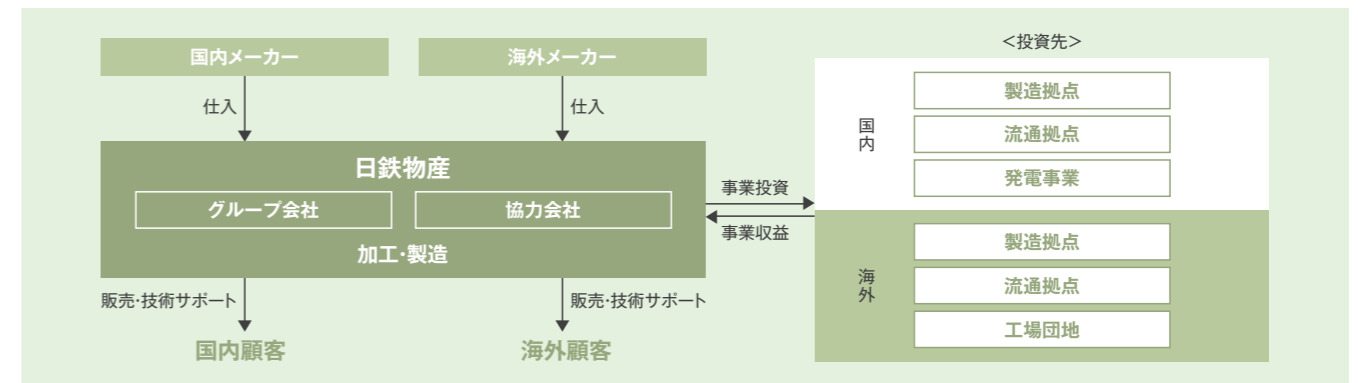 国内メーカー
海外メーカー
仕入
仕入
日鉄物産
グループ会社
協力会社
加工・製造
販売・技術サポート
販売・技術サポート
国内顧客
海外顧客
事業投資
事業収益
＜投資先＞
国内
製造拠点
流通拠点
発電事業
海外
製造拠点
流通拠点
工場団地